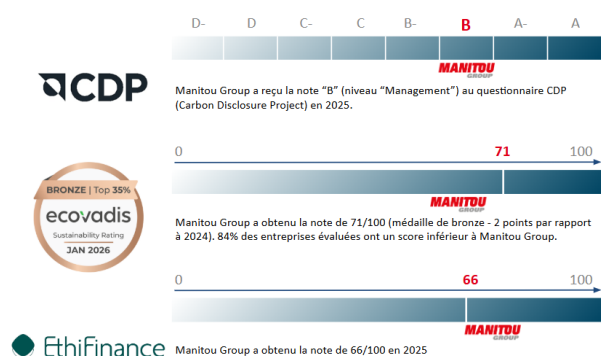 D- D C- C B- B A- A
MANITOU
GROUP
CDP
Manitou Group a reçu la note “B” (niveau “Management”) au questionnaire CDP
(Carbon Disclosure Project) en 2025.
0 71 100
MANITOU
GROUP
BRONZE | Top 35%
ecovadis
Sustainability Rating
JAN 2026
Manitou Group a obtenu la note de 71/100 (médaille de bronze - 2 points par rapport
à 2024). 84% des entreprises évaluées ont un score inférieur à Manitou Group.
0 66 100
MANITOU
GROUP
EthiFinance
Manitou Group a obtenu la note de 66/100 en 2025